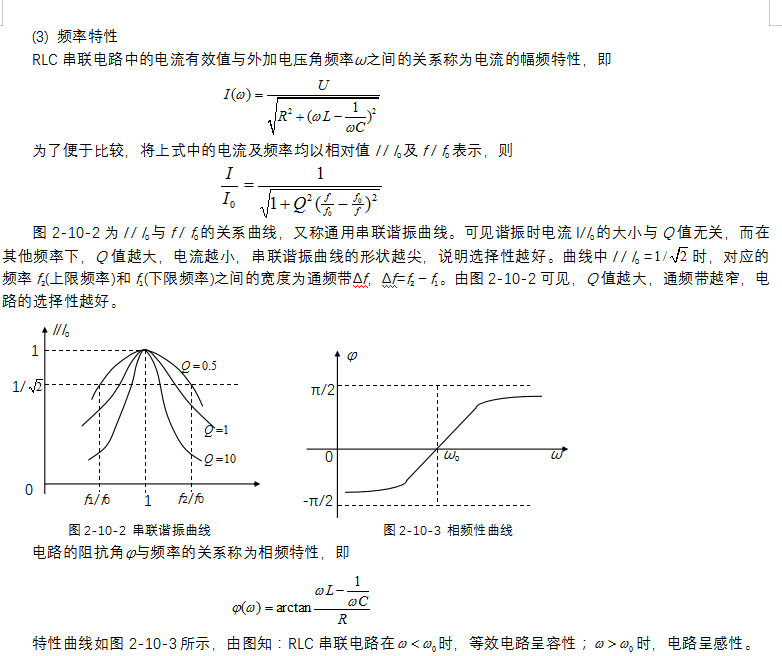 (3) 频率特性
RLC 串联电路中的电流有效值与外加电压角频率ω之间的关系称为电流的幅频特性，即
I(ω) = U / √(R² + (ωL − 1/(ωC))²)
为了便于比较，将上式中的电流及频率均以相对值 I / I₀及 f / f₀表示，则
I / I₀ = 1 / √(1 + Q²(f/f₀ − f₀/f)²)
图 2-10-2 为 I / I₀与 f / f₀的关系曲线，又称通用串联谐振曲线。可见谐振时电流 I/I₀的大小与 Q 值无关，而在
其他频率下，Q 值越大，电流越小，串联谐振曲线的形状越尖，说明选择性越好。曲线中 I / I₀ =1/√2 时，对应的
频率 f₂(上限频率)和 f₁(下限频率)之间的宽度为通频带Δf，Δf=f₂ − f₁。由图 2-10-2 可见，Q 值越大，通频带越窄，电
路的选择性越好。
I/I₀
1
1/√2
Q=0.5
Q=1
Q=10
0
f₁/f₀
1
f₂/f₀
图 2-10-2 串联谐振曲线
φ
π/2
0
ω₀
ω
-π/2
图 2-10-3 相频性曲线
电路的阻抗角φ与频率的关系称为相频特性，即
φ(ω) = arctan (ωL − 1/(ωC)) / R
特性曲线如图 2-10-3 所示，由图知：RLC 串联电路在 ω < ω₀ 时，等效电路呈容性；ω > ω₀ 时，电路呈感性。